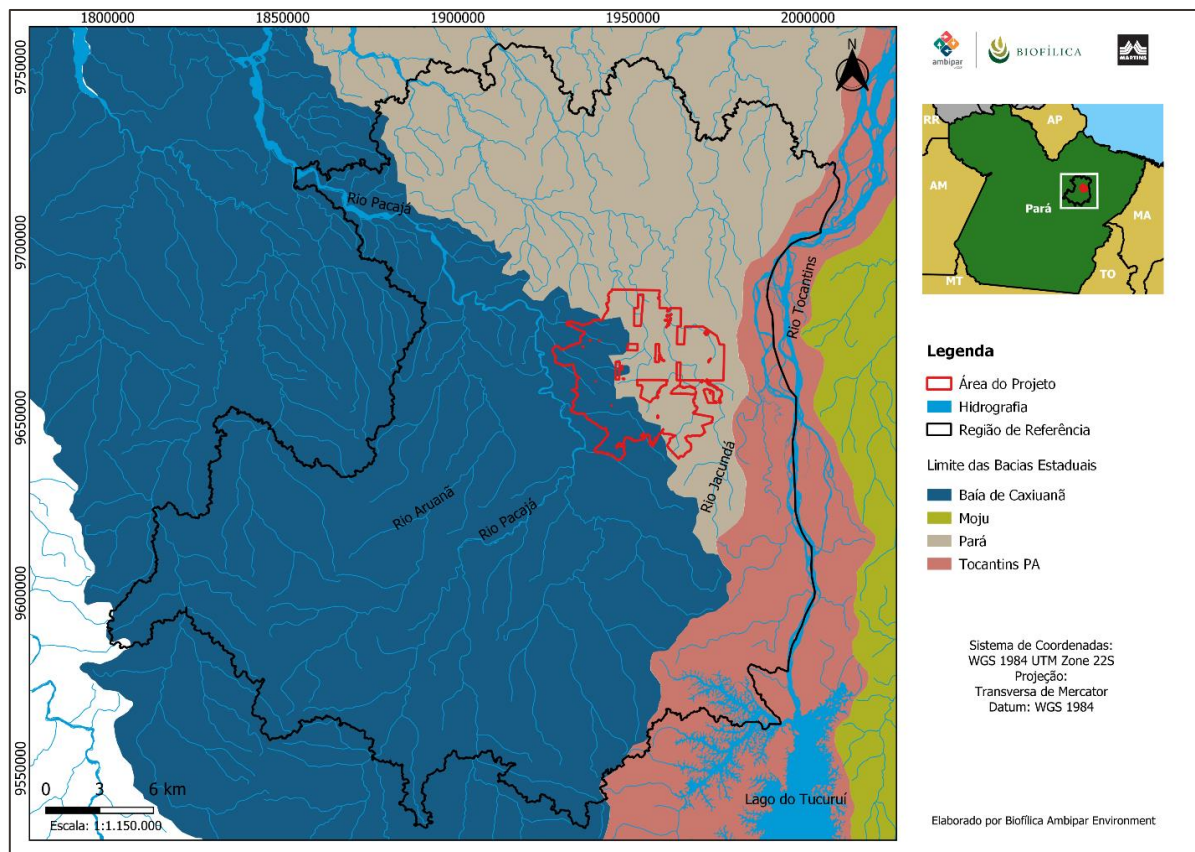 1800000
1850000
1900000
1950000
2000000
9750000
9700000
9650000
9600000
9550000
N
Rio Pacajá
Rio Tocantins
Rio Jacundá
Rio Aruanã
Rio Pacajá
Lago do Tucuruí
0 3 6 km
Escala: 1:1.150.000
ambipar
BIOFÍLICA
MARTINS
RR
AP
AM
Pará
MA
MT
TO
Legenda
Área do Projeto
Hidrografia
Região de Referência
Limite das Bacias Estaduais
Baía de Caxiuanã
Moju
Pará
Tocantins PA
Sistema de Coordenadas:
WGS 1984 UTM Zone 22S
Projeção:
Transversa de Mercator
Datum: WGS 1984
Elaborado por Biofílica Ambipar Environment